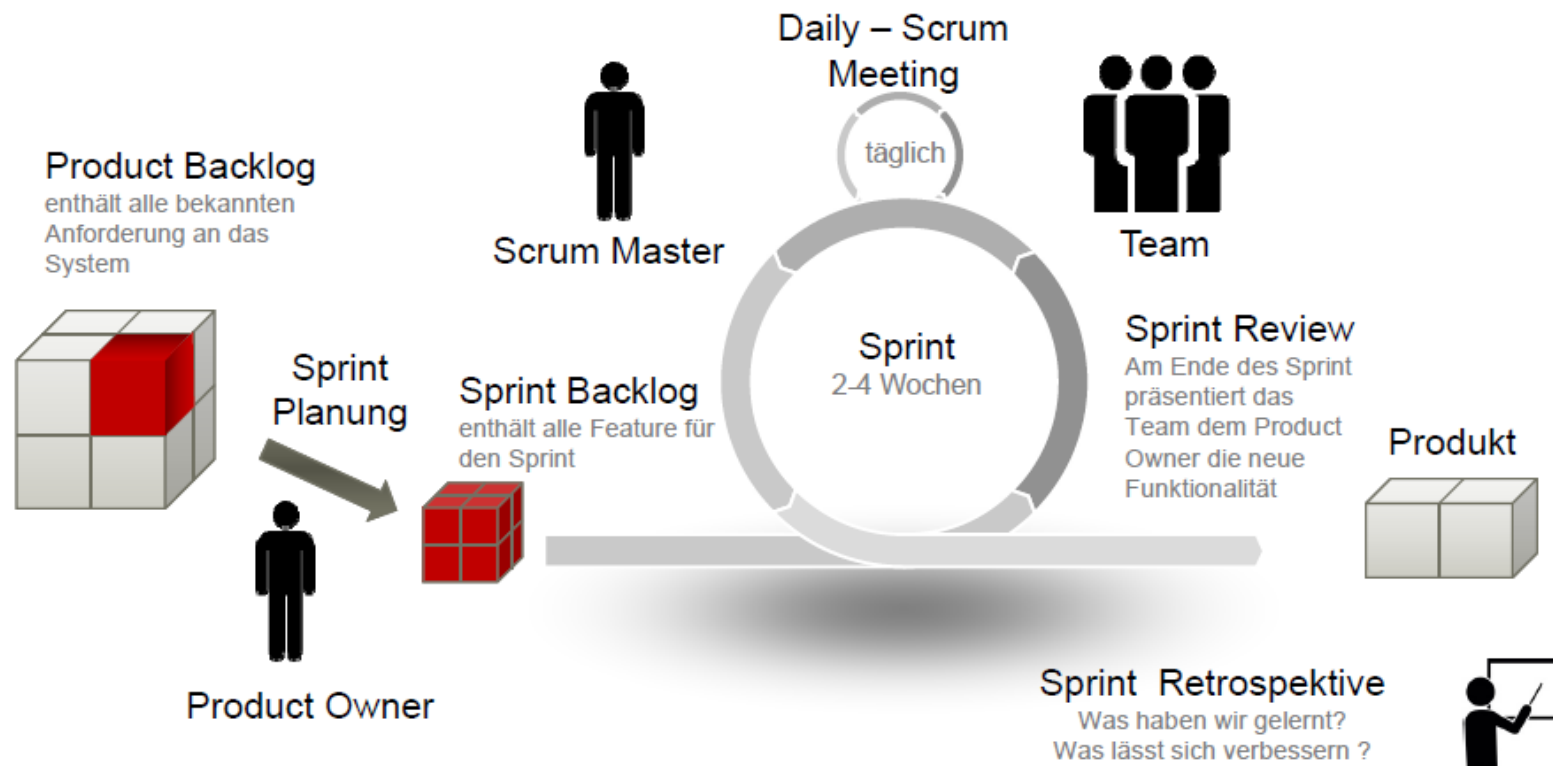 Daily – Scrum
Meeting
täglich
Product Backlog
enthält alle bekannten
Anforderung an das
System
Scrum Master
Team
Sprint
Planung
Sprint Backlog
enthält alle Feature für
den Sprint
Sprint
2-4 Wochen
Sprint Review
Am Ende des Sprint
präsentiert das
Team dem Product
Owner die neue
Funktionalität
Produkt
Product Owner
Sprint Retrospektive
Was haben wir gelernt?
Was lässt sich verbessern ?